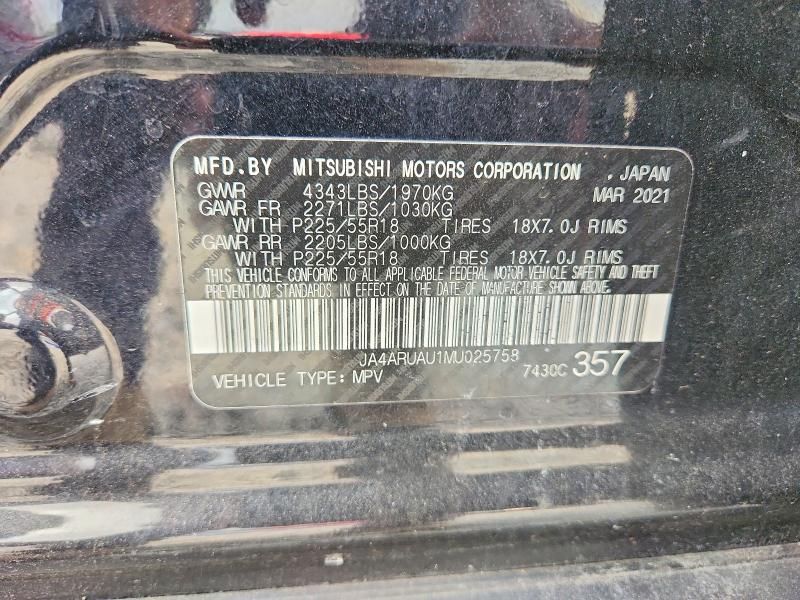 MFD.BY MITSUBISHI MOTORS CORPORATION , JAPAN
GVWR 4343LBS/1970KG MAR 2021
GAWR FR 2271LBS/1030KG
WITH P225/55R18 TIRES 18X7.0J RIMS
GAWR RR 2205LBS/1000KG
WITH P225/55R18 TIRES 18X7.0J RIMS
THIS VEHICLE CONFORMS TO ALL APPLICABLE FEDERAL MOTOR VEHICLE SAFETY AND THEFT
PREVENTION STANDARDS IN EFFECT ON THE DATE OF MANUFACTURE SHOWN ABOVE.
JA4ARUAU1MU025758
VEHICLE TYPE: MPV 7430C 357